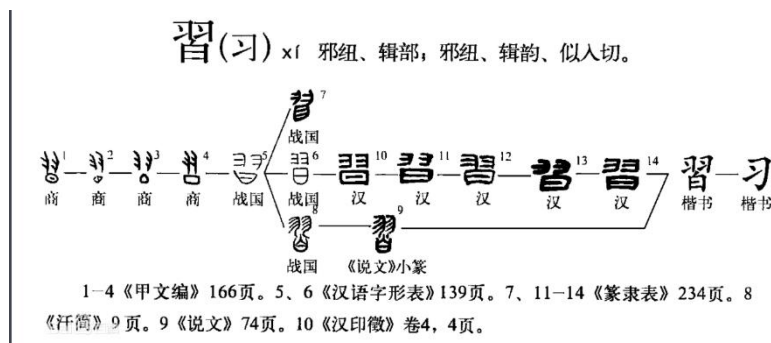 習(习) xí 邪纽、辑部；邪纽、辑韵、似入切。
7
战国
1 2 3 4 5 6 10 11 12 13 14 習—习
商 商 商 商 战国 战国 汉 汉 汉 汉 汉 楷书 楷书
8 9
战国 《说文》小篆
1-4《甲文编》166页。5、6《汉语字形表》139页。7、11-14《篆隶表》234页。8
《汗简》9页。9《说文》74页。10《汉印徵》卷4，4页。